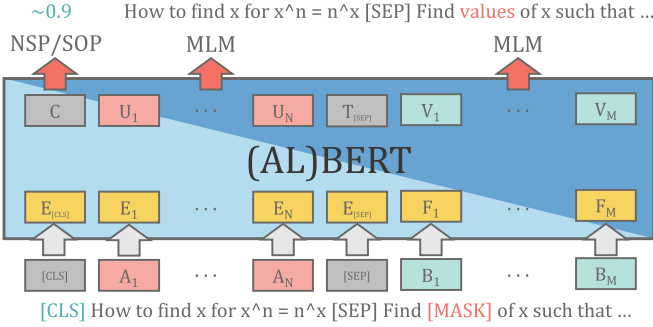 ~0.9 How to find x for x^n = n^x [SEP] Find values of x such that ...
NSP/SOP MLM MLM
C U1 ... UN T[SEP] V1 ... VM
(AL)BERT
E[CLS] E1 ... EN E[SEP] F1 ... FM
[CLS] A1 ... AN [SEP] B1 ... BM
[CLS] How to find x for x^n = n^x [SEP] Find [MASK] of x such that ...